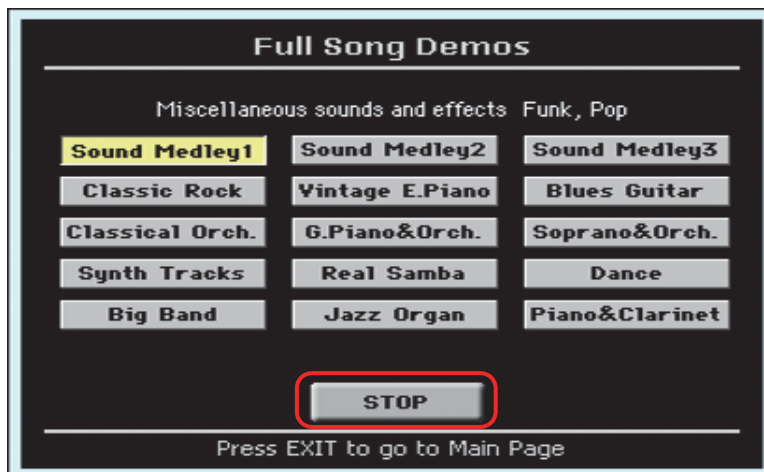 Full Song Demos
Miscellaneous sounds and effects Funk, Pop
Sound Medley1 Sound Medley2 Sound Medley3
Classic Rock Vintage E.Piano Blues Guitar
Classical Orch. G.Piano&Orch. Soprano&Orch.
Synth Tracks Real Samba Dance
Big Band Jazz Organ Piano&Clarinet
STOP
Press EXIT to go to Main Page